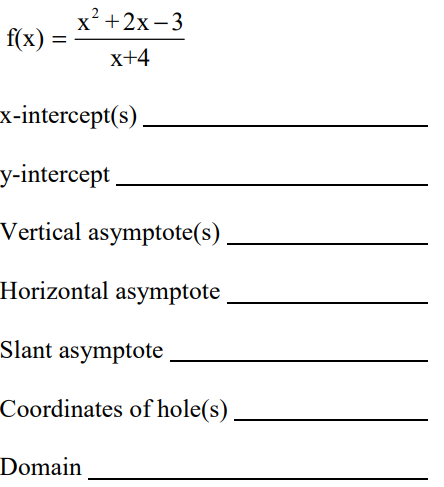 f(x) = x² + 2x – 3
x+4
x-intercept(s)
y-intercept
Vertical asymptote(s)
Horizontal asymptote
Slant asymptote
Coordinates of hole(s)
Domain